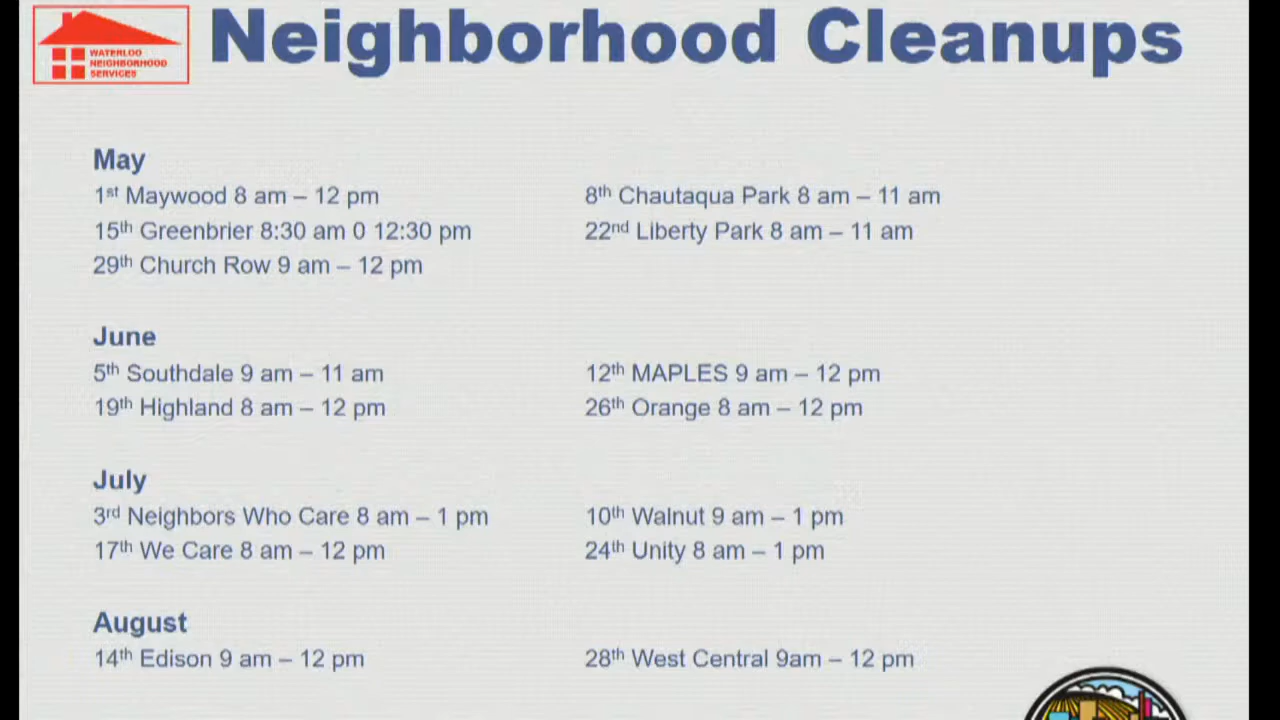 WATERLOO
NEIGHBORHOOD
SERVICES
Neighborhood Cleanups
May
1st Maywood 8 am – 12 pm
8th Chautaqua Park 8 am – 11 am
15th Greenbrier 8:30 am 0 12:30 pm
22nd Liberty Park 8 am – 11 am
29th Church Row 9 am – 12 pm
June
5th Southdale 9 am – 11 am
12th MAPLES 9 am – 12 pm
19th Highland 8 am – 12 pm
26th Orange 8 am – 12 pm
July
3rd Neighbors Who Care 8 am – 1 pm
10th Walnut 9 am – 1 pm
17th We Care 8 am – 12 pm
24th Unity 8 am – 1 pm
August
14th Edison 9 am – 12 pm
28th West Central 9am – 12 pm